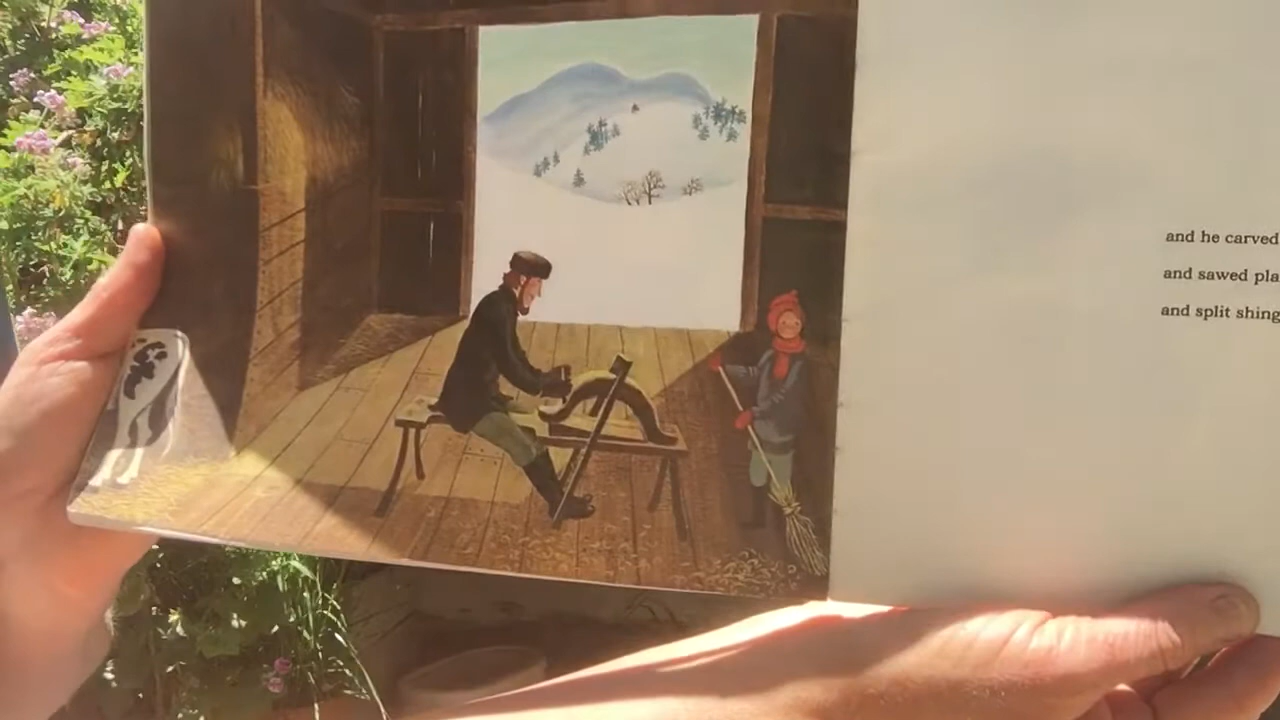 and he carved
and sawed pla
and split shing